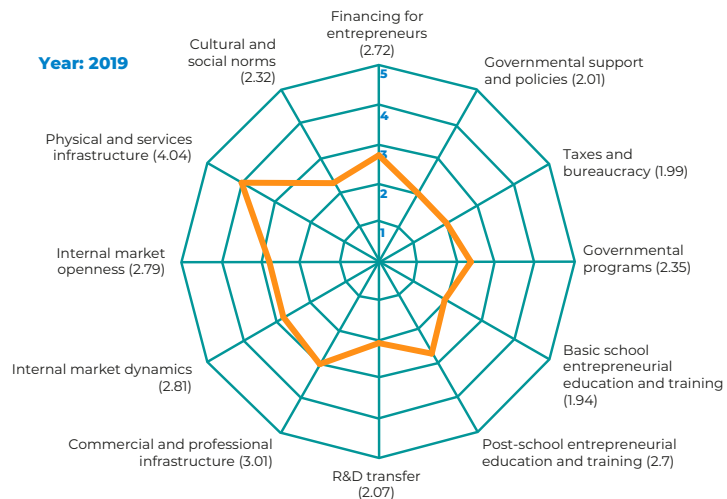 Year: 2019
Financing for
entrepreneurs
(2.72)
Governmental support
and policies (2.01)
Taxes and
bureaucracy (1.99)
Governmental
programs (2.35)
Basic school
entrepreneurial
education and training
(1.94)
Post-school entrepreneurial
education and training (2.7)
R&D transfer
(2.07)
Commercial and professional
infrastructure (3.01)
Internal market dynamics
(2.81)
Internal market
openness (2.79)
Physical and services
infrastructure (4.04)
Cultural and
social norms
(2.32)
5
4
3
2
1